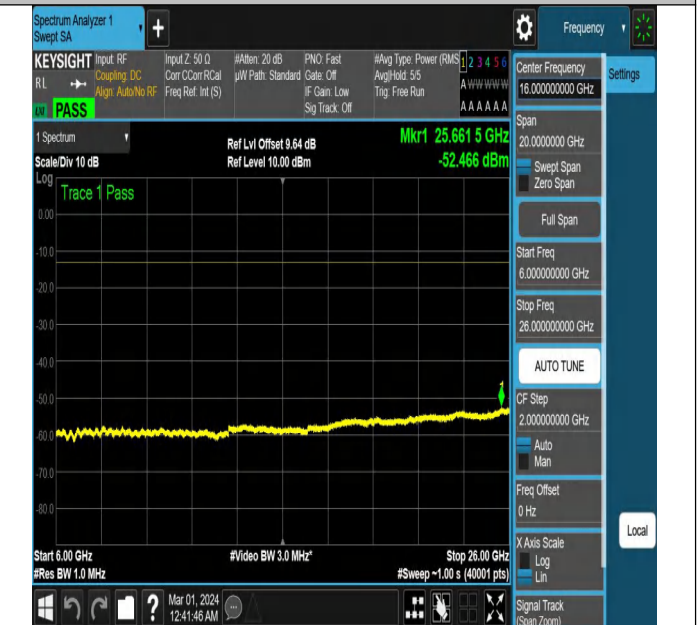 Spectrum Analyzer 1
Swept SA
+
Frequency
KEYSIGHT
RL
PASS
Input: RF
Coupling: DC
Align: Auto/No RF
Input Z: 50 Ω
Corr CCorr RCal
Freq Ref: Int (S)
#Atten: 20 dB
µW Path: Standard
PNO: Fast
Gate: Off
IF Gain: Low
Sig Track: Off
#Avg Type: Power (RMS
Avg|Hold: 5/5
Trig: Free Run
1 2 3 4 5 6
A W W W W W
A A A A A A
1 Spectrum
Scale/Div 10 dB
Ref Lvl Offset 9.64 dB
Ref Level 10.00 dBm
Mkr1 25.661 5 GHz
-52.466 dBm
Log
Trace 1 Pass
0.00
-10.0
-20.0
-30.0
-40.0
-50.0
-60.0
-70.0
-80.0
1
Start 6.00 GHz
#Res BW 1.0 MHz
#Video BW 3.0 MHz*
Stop 26.00 GHz
#Sweep ~1.00 s (40001 pts)
Center Frequency
16.000000000 GHz
Settings
Span
20.0000000 GHz
Swept Span
Zero Span
Full Span
Start Freq
6.000000000 GHz
Stop Freq
26.000000000 GHz
AUTO TUNE
CF Step
2.000000000 GHz
Auto
Man
Freq Offset
0 Hz
X Axis Scale
Log
Lin
Local
Signal Track
(Span Zoom)
?
Mar 01, 2024
12:41:46 AM